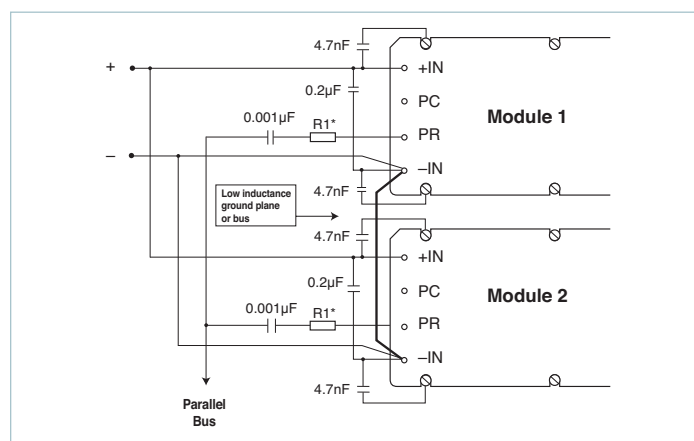 4.7nF
+
+IN
0.2µF
PC
Module 1
0.001µF
R1*
PR
–
–IN
Low inductance
ground plane
or bus
4.7nF
4.7nF
+IN
0.2µF
PC
Module 2
0.001µF
R1*
PR
–IN
4.7nF
Parallel
Bus